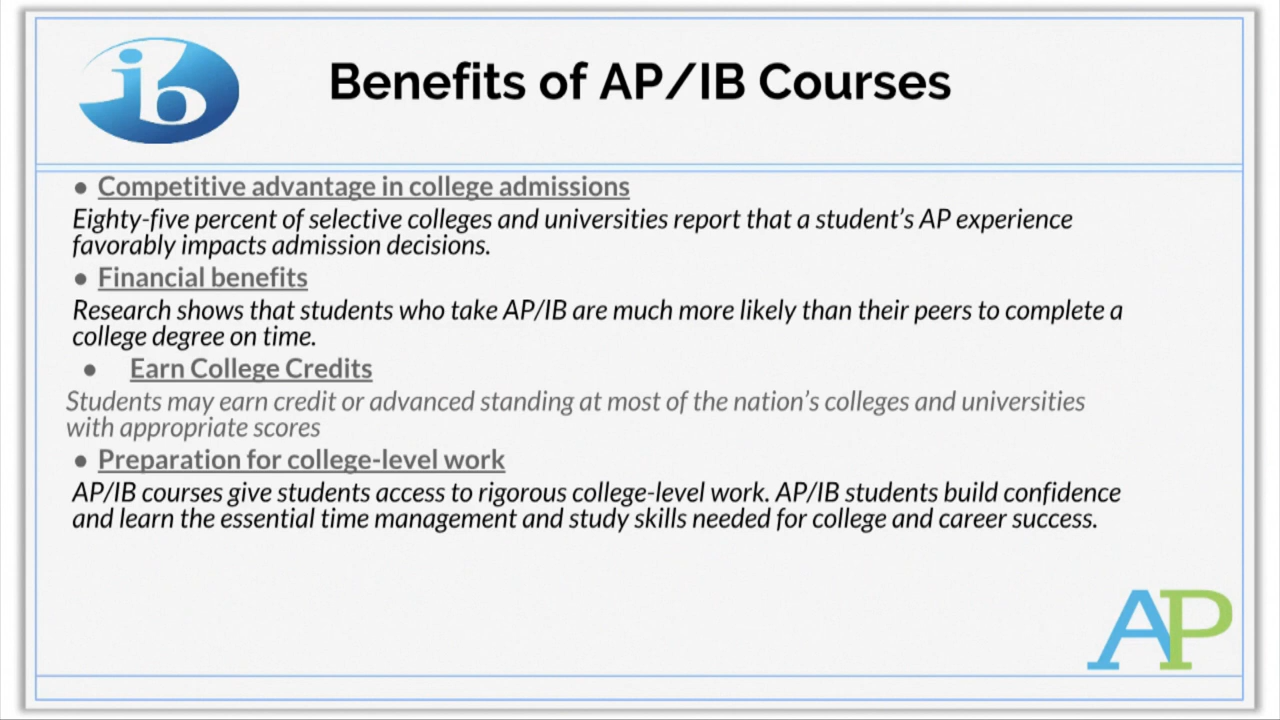 ib
Benefits of AP/IB Courses
● Competitive advantage in college admissions
Eighty-five percent of selective colleges and universities report that a student’s AP experience
favorably impacts admission decisions.
● Financial benefits
Research shows that students who take AP/IB are much more likely than their peers to complete a
college degree on time.
● Earn College Credits
Students may earn credit or advanced standing at most of the nation’s colleges and universities
with appropriate scores
● Preparation for college-level work
AP/IB courses give students access to rigorous college-level work. AP/IB students build confidence
and learn the essential time management and study skills needed for college and career success.
AP